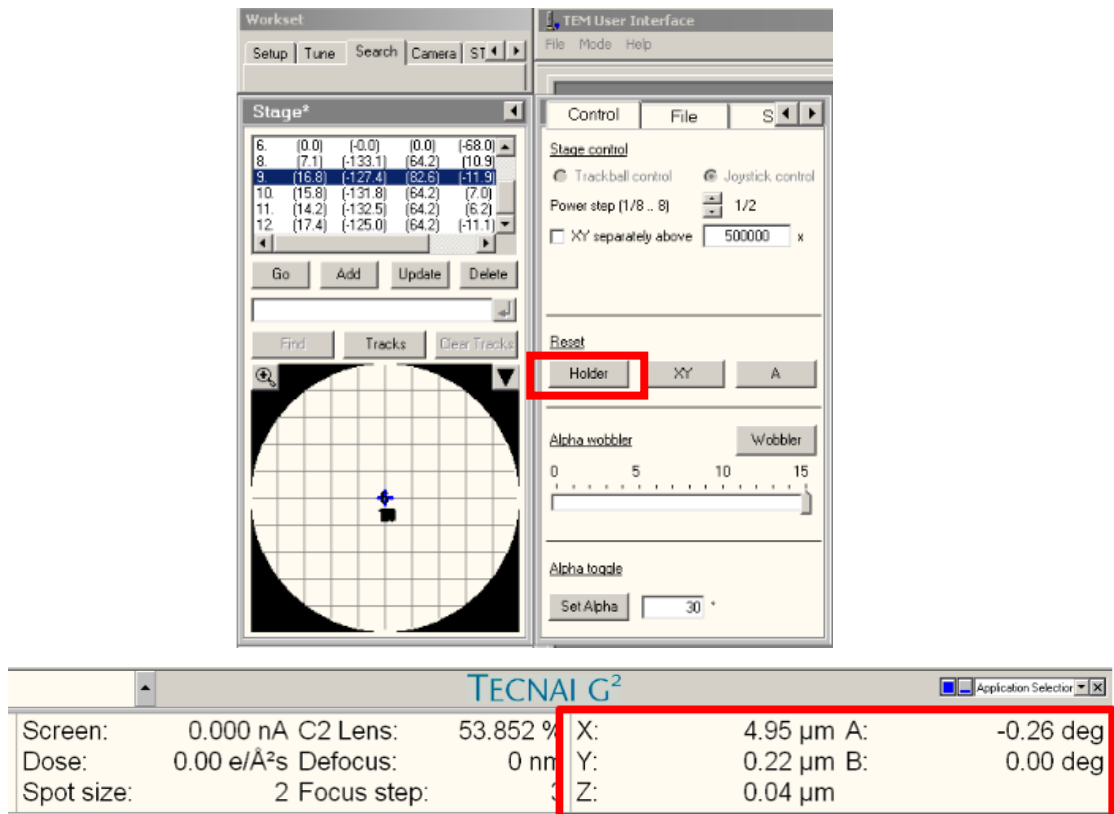 Workset
Setup Tune Search Camera ST
Stage²
6. (0.0) (-0.0) (0.0) (-68.0)
8. (7.1) (-133.1) (64.2) (10.9)
9. (16.8) (-127.4) (82.6) (-11.9)
10. (15.8) (-131.8) (64.2) (7.0)
11. (14.2) (-132.5) (64.2) (6.2)
12. (17.4) (-125.0) (64.2) (-11.1)
Go Add Update Delete
Find Tracks Clear Tracks
6
TEM User Interface
File Mode Help
Control File S
Stage control
Trackball control Joystick control
Power step (1/8 .. 8) 1/2
XY separately above 500000 x
Reset
Holder XY A
Alpha wobbler Wobbler
0 5 10 15
Alpha toggle
Set Alpha 30 °
TECNAI G²
Application Selection
Screen: 0.000 nA C2 Lens: 53.852 % X: 4.95 µm A: -0.26 deg
Dose: 0.00 e/Å²s Defocus: 0 nm Y: 0.22 µm B: 0.00 deg
Spot size: 2 Focus step: 3 Z: 0.04 µm